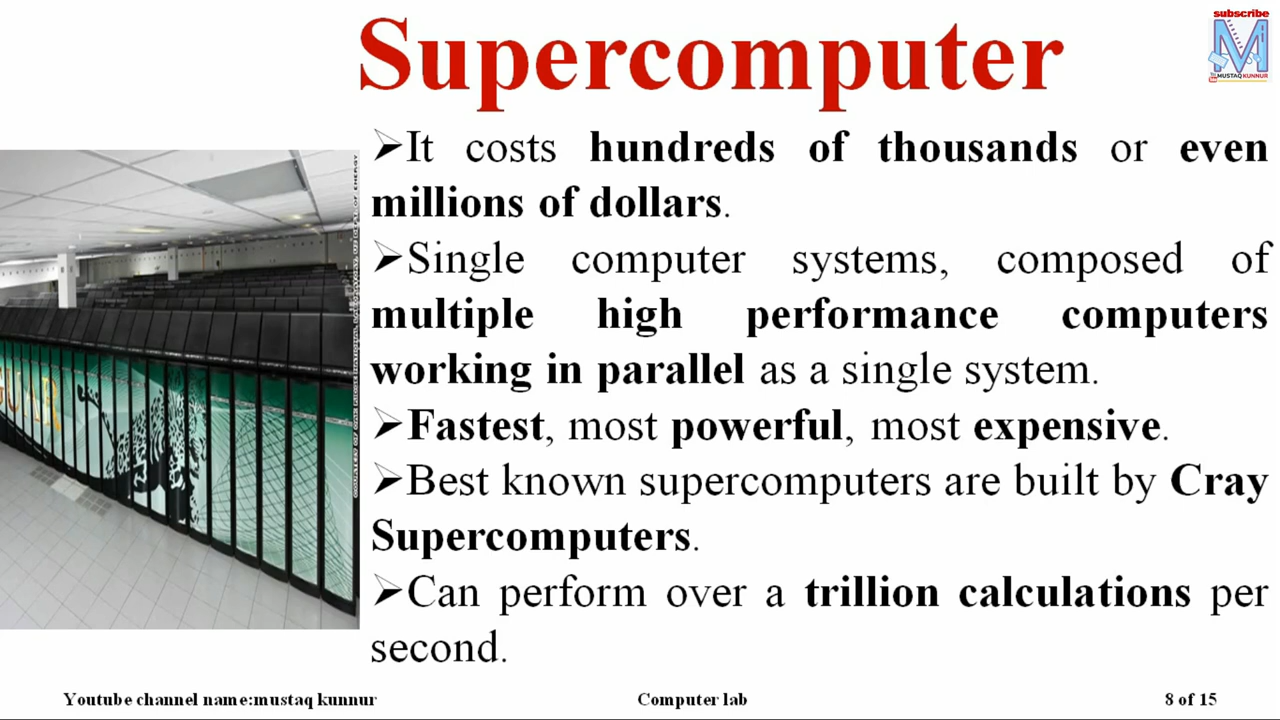 Supercomputer
subscribe
MUSTAQ KUNNUR
➢It costs hundreds of thousands or even
millions of dollars.
➢Single computer systems, composed of
multiple high performance computers
working in parallel as a single system.
➢Fastest, most powerful, most expensive.
➢Best known supercomputers are built by Cray
Supercomputers.
➢Can perform over a trillion calculations per
second.
Youtube channel name:mustaq kunnur
Computer lab
8 of 15